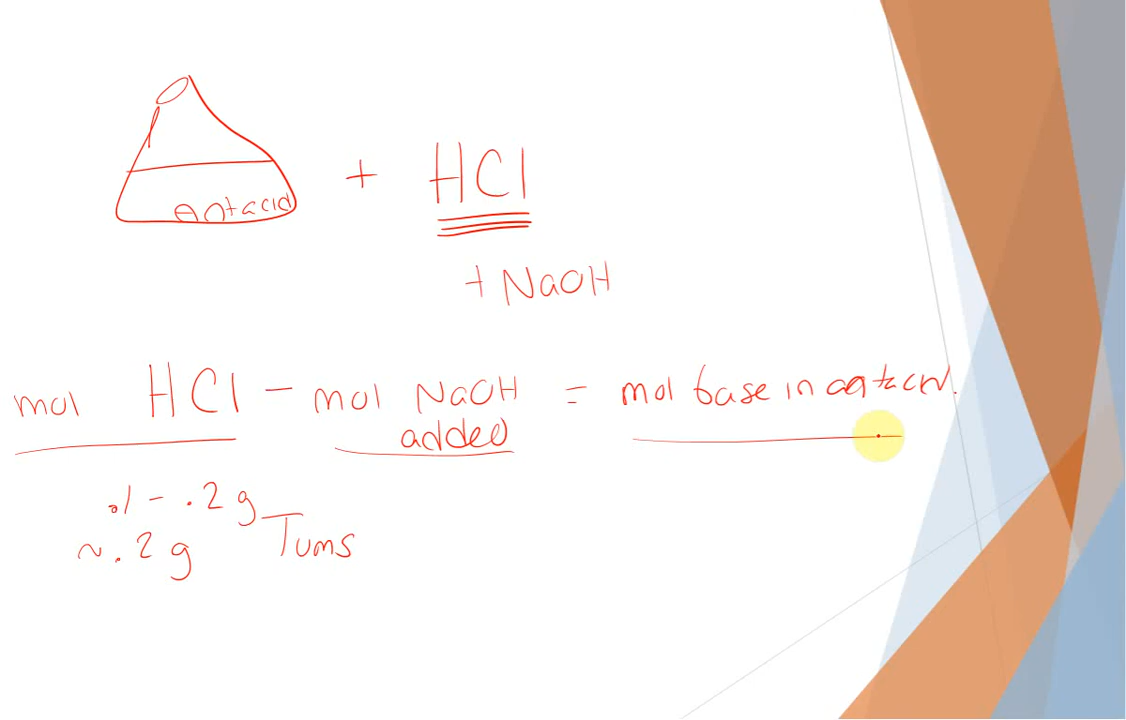 Antacid + HCl
+ NaOH
mol HCl - mol NaOH = mol base in antacid.
added
.1 - .2 g
~ .2 g Tums